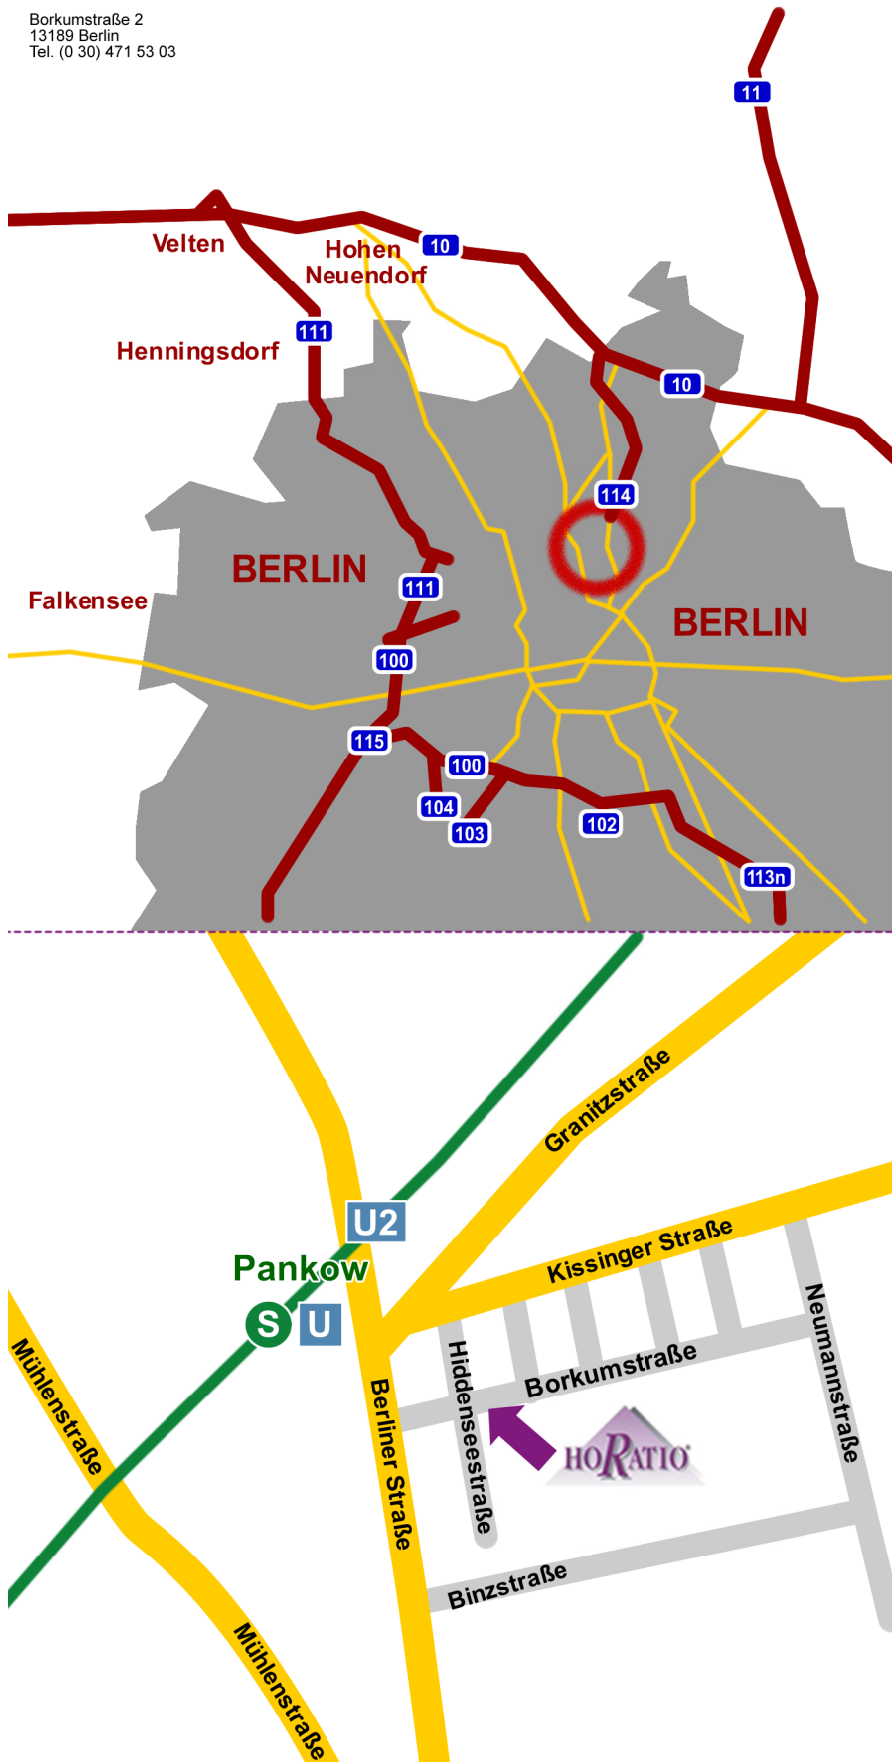 Borkumstraße 2
13189 Berlin
Tel. (0 30) 471 53 03
11
Velten
Hohen
Neuendorf
10
111
Henningsdorf
10
114
BERLIN
111
Falkensee
BERLIN
100
115
100
104
103
102
113n
Granitzstraße
U2
Kissinger Straße
Pankow
S
U
Neumannstraße
Mühlenstraße
Hiddenseestraße
Borkumstraße
Berliner Straße
HORATIO
Binzstraße
Mühlenstraße